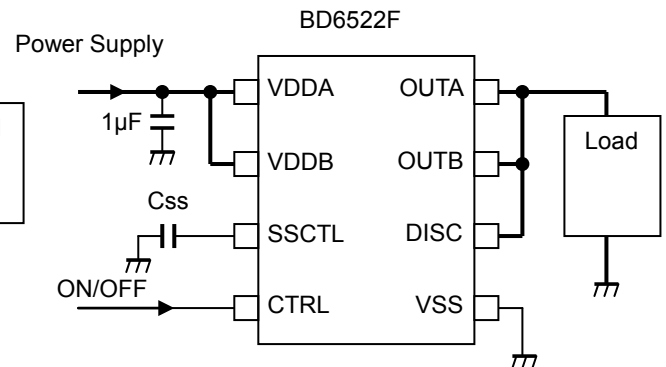 BD6522F
Power Supply
VDDA OUTA
1µF
Load
VDDB OUTB
Css
SSCTL DISC
ON/OFF
CTRL VSS